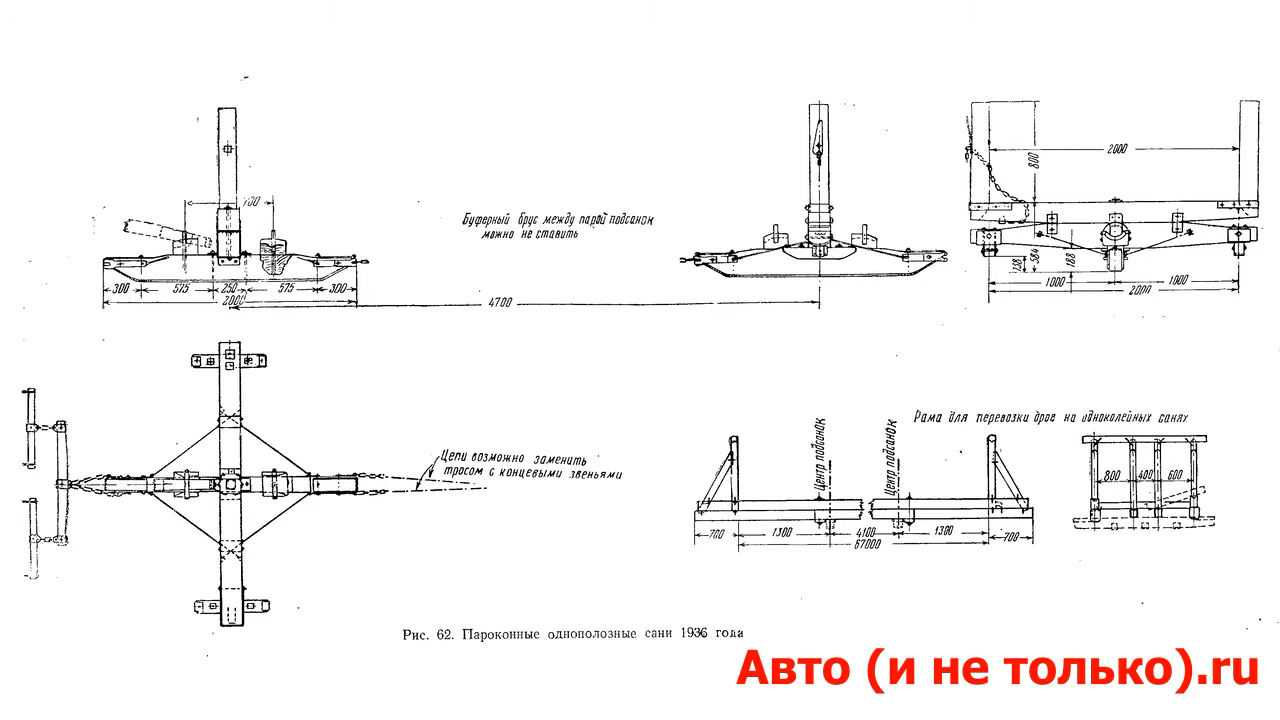 700
Буферный брус между парой подсанок
можно не ставить
300 575 250 575 300
2000
4700
2000
800
128
584
188
1000 1000
2000
Цепи возможно заменить
тросом с концевыми звеньями
Рама для перевозки дров на одноколейных санях
Центр подсанок
Центр подсанок
700 1300 4100 1300 700
67000
800 400 600
Рис. 62. Пароконные однополозные сани 1936 года
Авто (и не только).ru